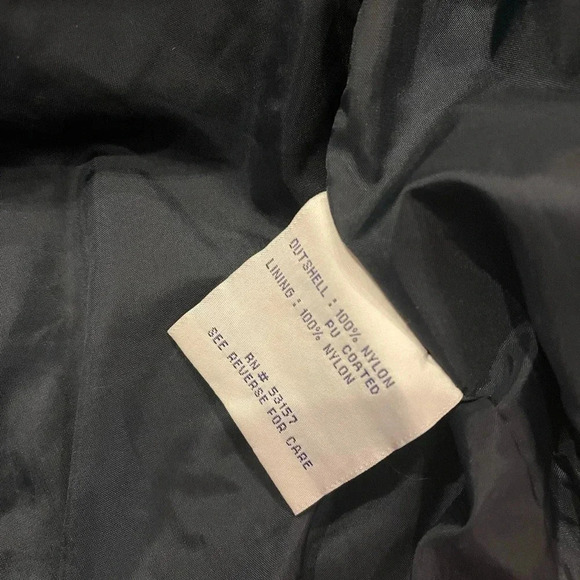 OUTSHELL : 100% NYLON
PU COATED
LINING : 100% NYLON
RN # 53157
SEE REVERSE FOR CARE